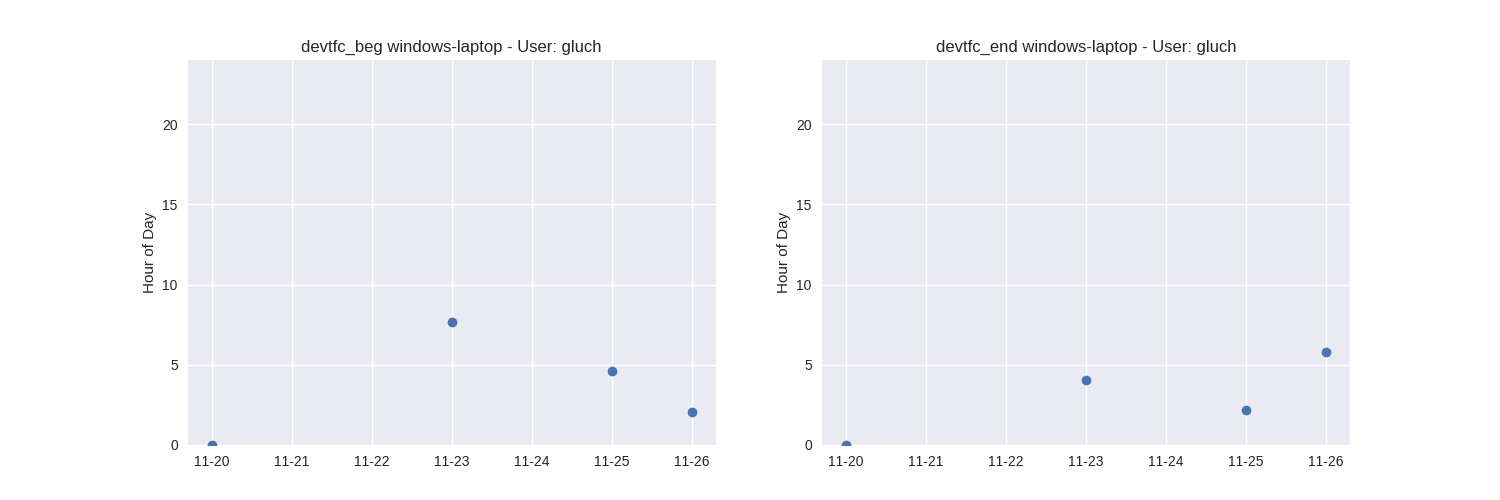 devtfc_beg windows-laptop - User: gluch
Hour of Day
20
15
10
5
0
11-20 11-21 11-22 11-23 11-24 11-25 11-26
devtfc_end windows-laptop - User: gluch
Hour of Day
20
15
10
5
0
11-20 11-21 11-22 11-23 11-24 11-25 11-26